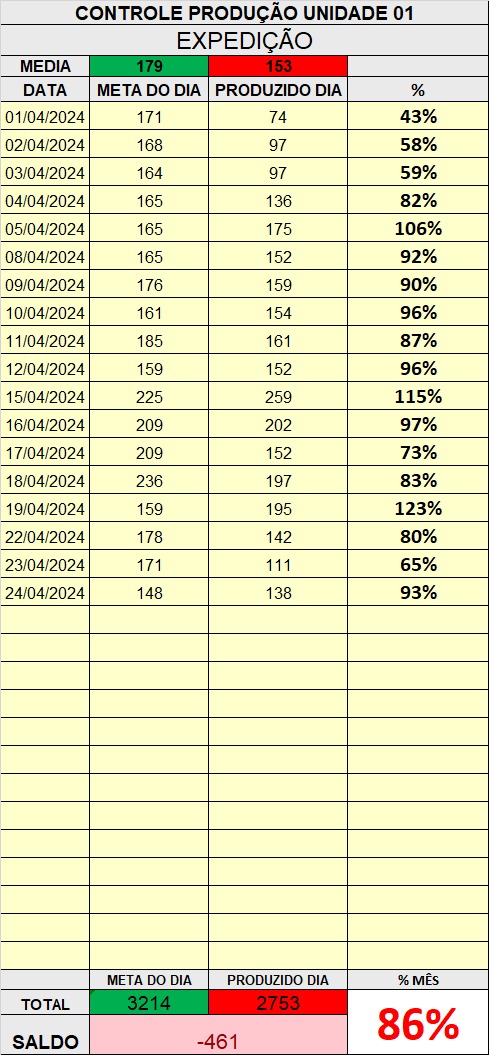 CONTROLE PRODUÇÃO UNIDADE 01
EXPEDIÇÃO
MEDIA 179 153
DATA META DO DIA PRODUZIDO DIA %
01/04/2024 171 74 43%
02/04/2024 168 97 58%
03/04/2024 164 97 59%
04/04/2024 165 136 82%
05/04/2024 165 175 106%
08/04/2024 165 152 92%
09/04/2024 176 159 90%
10/04/2024 161 154 96%
11/04/2024 185 161 87%
12/04/2024 159 152 96%
15/04/2024 225 259 115%
16/04/2024 209 202 97%
17/04/2024 209 152 73%
18/04/2024 236 197 83%
19/04/2024 159 195 123%
22/04/2024 178 142 80%
23/04/2024 171 111 65%
24/04/2024 148 138 93%
META DO DIA PRODUZIDO DIA % MÊS
TOTAL 3214 2753 86%
SALDO -461